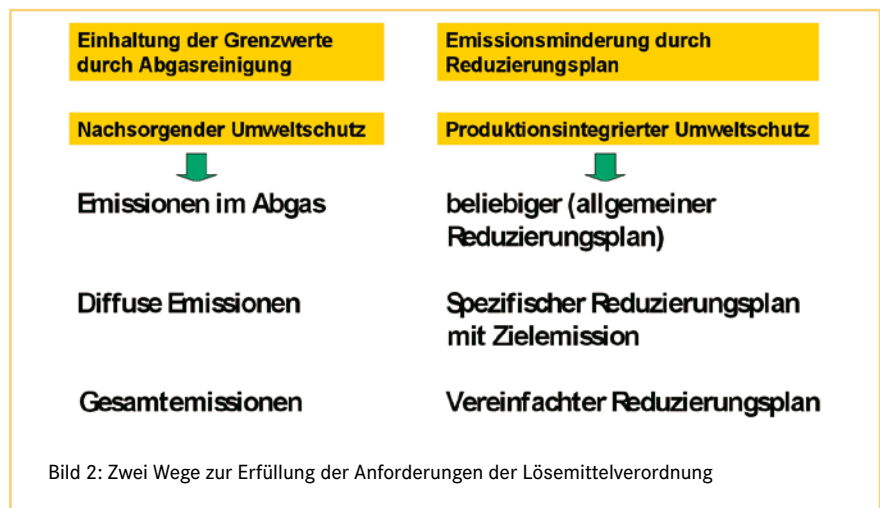 Einhaltung der Grenzwerte
durch Abgasreinigung
Nachsorgender Umweltschutz
Emissionen im Abgas
Diffuse Emissionen
Gesamtemissionen
Emissionsminderung durch
Reduzierungsplan
Produktionsintegrierter Umweltschutz
beliebiger (allgemeiner
Reduzierungsplan)
Spezifischer Reduzierungsplan
mit Zielemission
Vereinfachter Reduzierungsplan
Bild 2: Zwei Wege zur Erfüllung der Anforderungen der Lösemittelverordnung